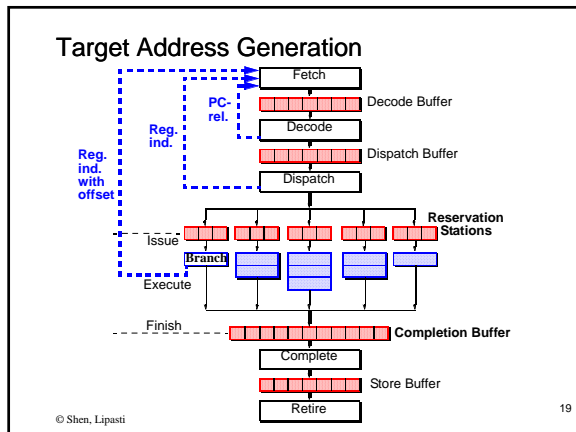 Target Address Generation
Fetch
PC-
rel.
Decode Buffer
Reg.
ind.
Decode
Reg.
ind.
with
offset
Dispatch Buffer
Dispatch
Reservation
Stations
Issue
Branch
Execute
Finish
Completion Buffer
Complete
Store Buffer
Retire
© Shen, Lipasti
19